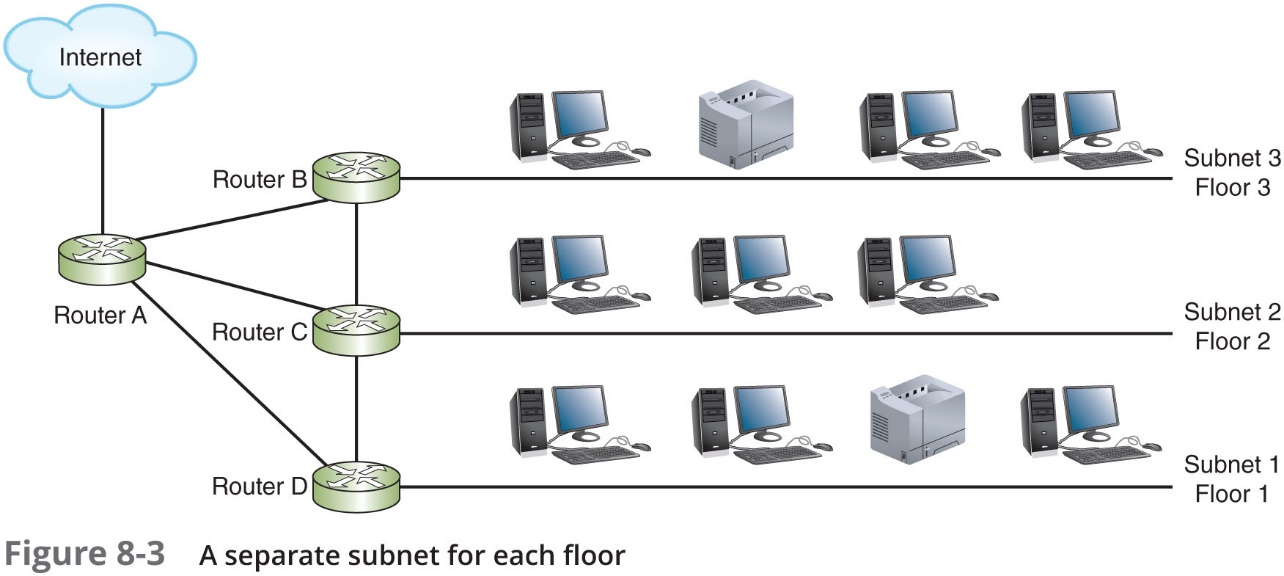 Internet
Router B
Subnet 3
Floor 3
Router A
Router C
Subnet 2
Floor 2
Router D
Subnet 1
Floor 1
Figure 8-3 A separate subnet for each floor